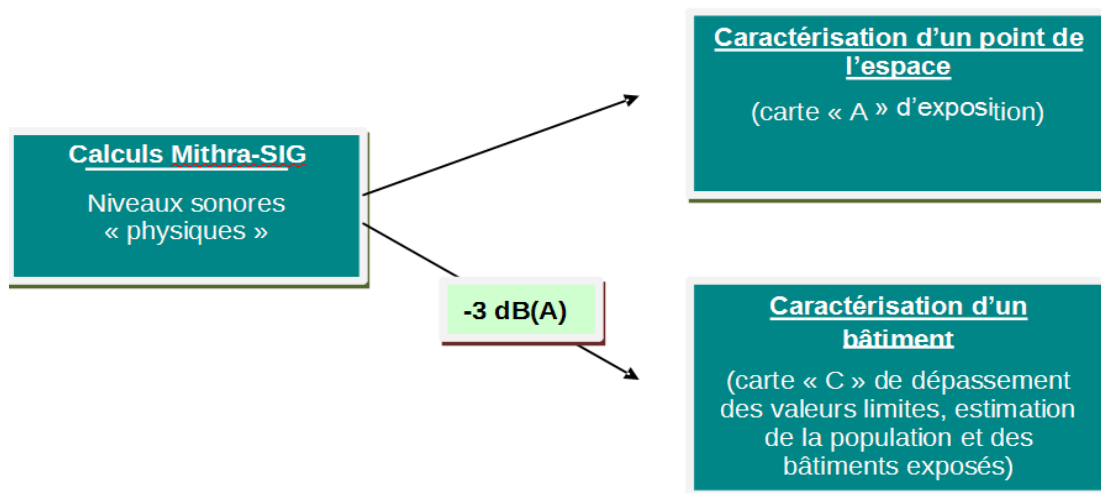 Calculs Mithra-SIG
Niveaux sonores
« physiques »
-3 dB(A)
Caractérisation d’un point de
l’espace
(carte « A » d’exposition)
Caractérisation d’un
bâtiment
(carte « C » de dépassement
des valeurs limites, estimation
de la population et des
bâtiments exposés)